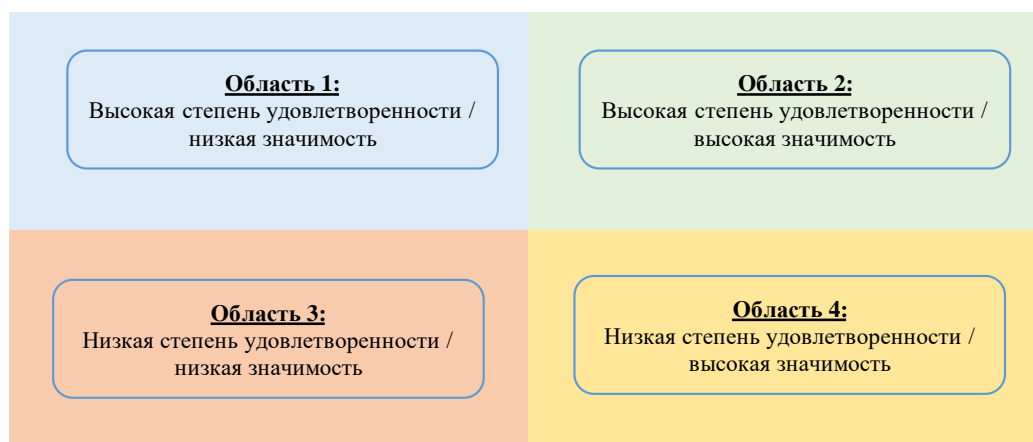 Область 1:
Высокая степень удовлетворенности /
низкая значимость
Область 2:
Высокая степень удовлетворенности /
высокая значимость
Область 3:
Низкая степень удовлетворенности /
низкая значимость
Область 4:
Низкая степень удовлетворенности /
высокая значимость